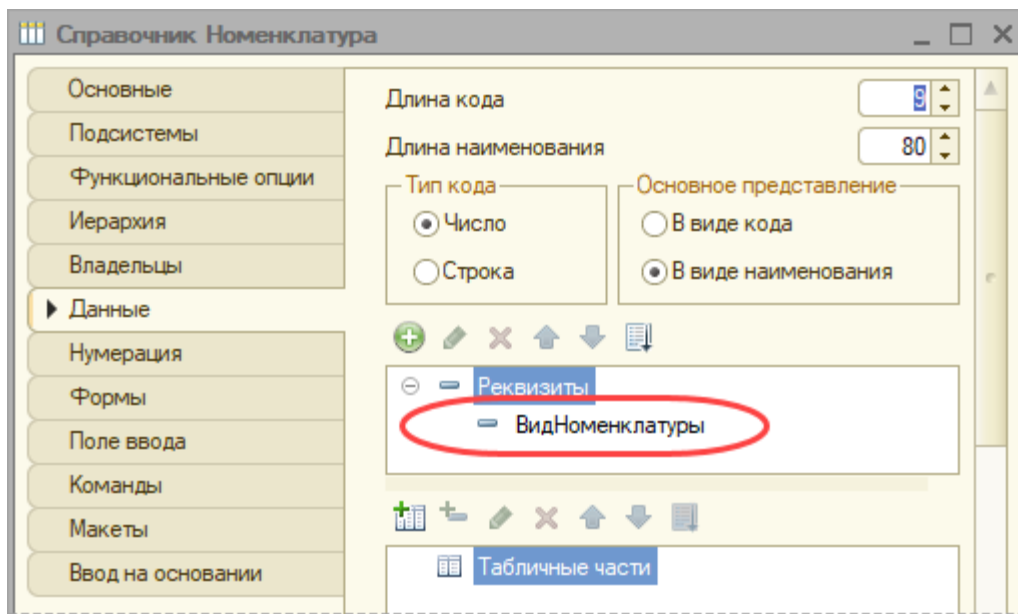 Справочник Номенклатура
Основные
Подсистемы
Функциональные опции
Иерархия
Владельцы
Данные
Нумерация
Формы
Поле ввода
Команды
Макеты
Ввод на основании
Длина кода 9
Длина наименования 80
Тип кода
Число
Строка
Основное представление
В виде кода
В виде наименования
Реквизиты
ВидНоменклатуры
Табличные части